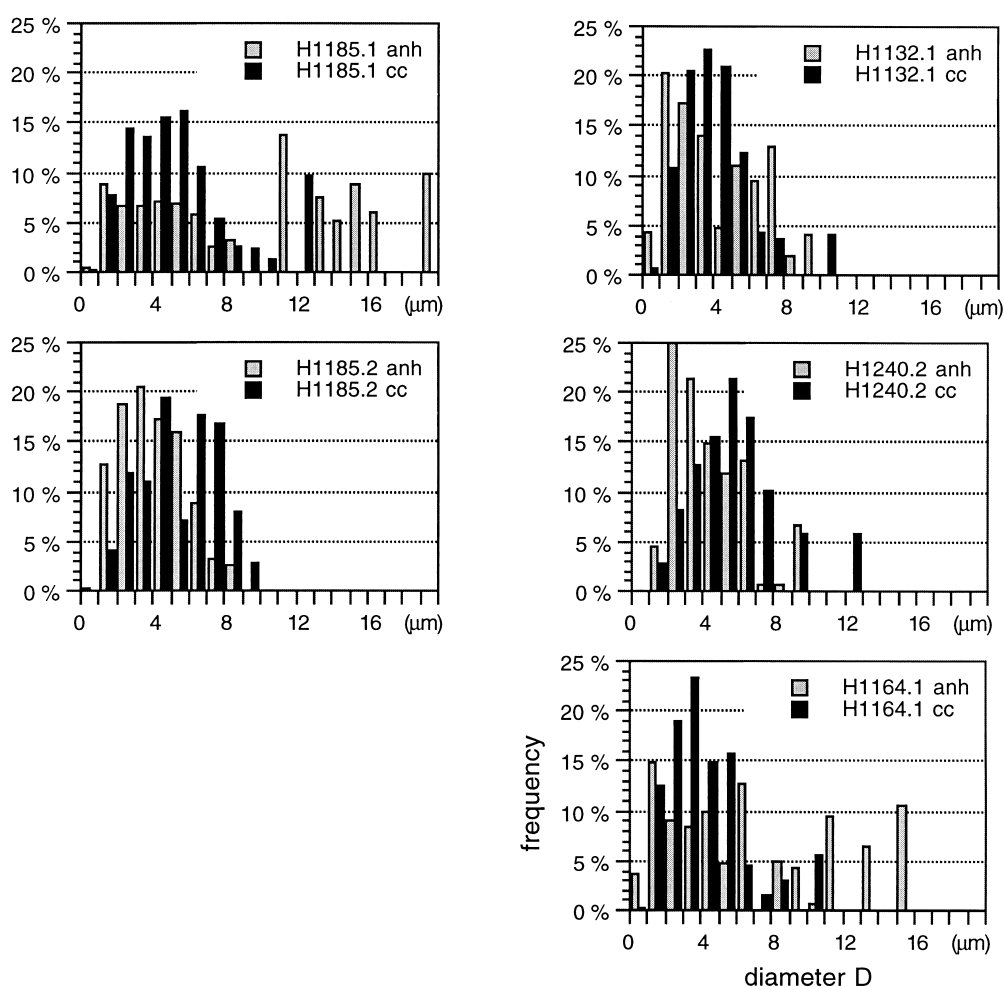 25 %
20 %
15 %
10 %
5 %
0 %
H1185.1 anh
H1185.1 cc
0 4 8 12 16 (μm)
25 %
20 %
15 %
10 %
5 %
0 %
H1132.1 anh
H1132.1 cc
0 4 8 12 16 (μm)
25 %
20 %
15 %
10 %
5 %
0 %
H1185.2 anh
H1185.2 cc
0 4 8 12 16 (μm)
25 %
20 %
15 %
10 %
5 %
0 %
H1240.2 anh
H1240.2 cc
0 4 8 12 16 (μm)
frequency
25 %
20 %
15 %
10 %
5 %
0 %
H1164.1 anh
H1164.1 cc
0 4 8 12 16 (μm)
diameter D